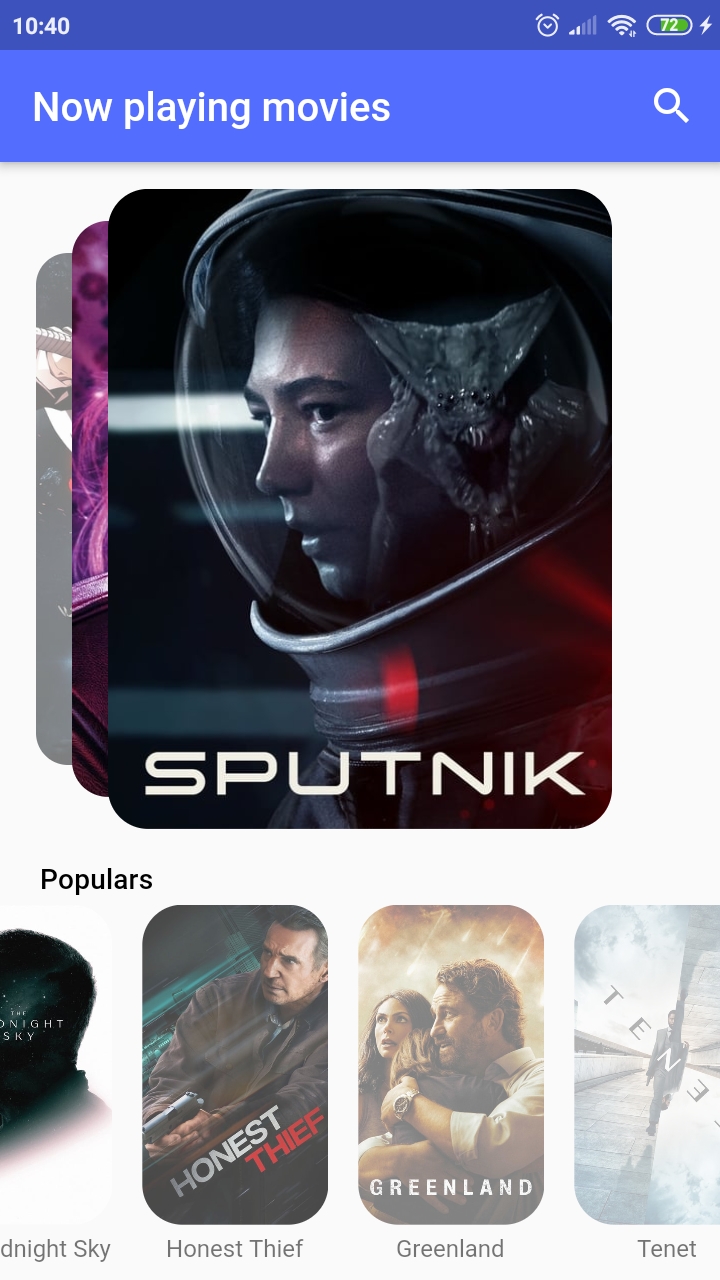 10:40
72
Now playing movies
SPUTNIK
Populars
THE
DNIGHT
SKY
HONEST
THIEF
GREENLAND
TENE
dnight Sky
Honest Thief
Greenland
Tenet